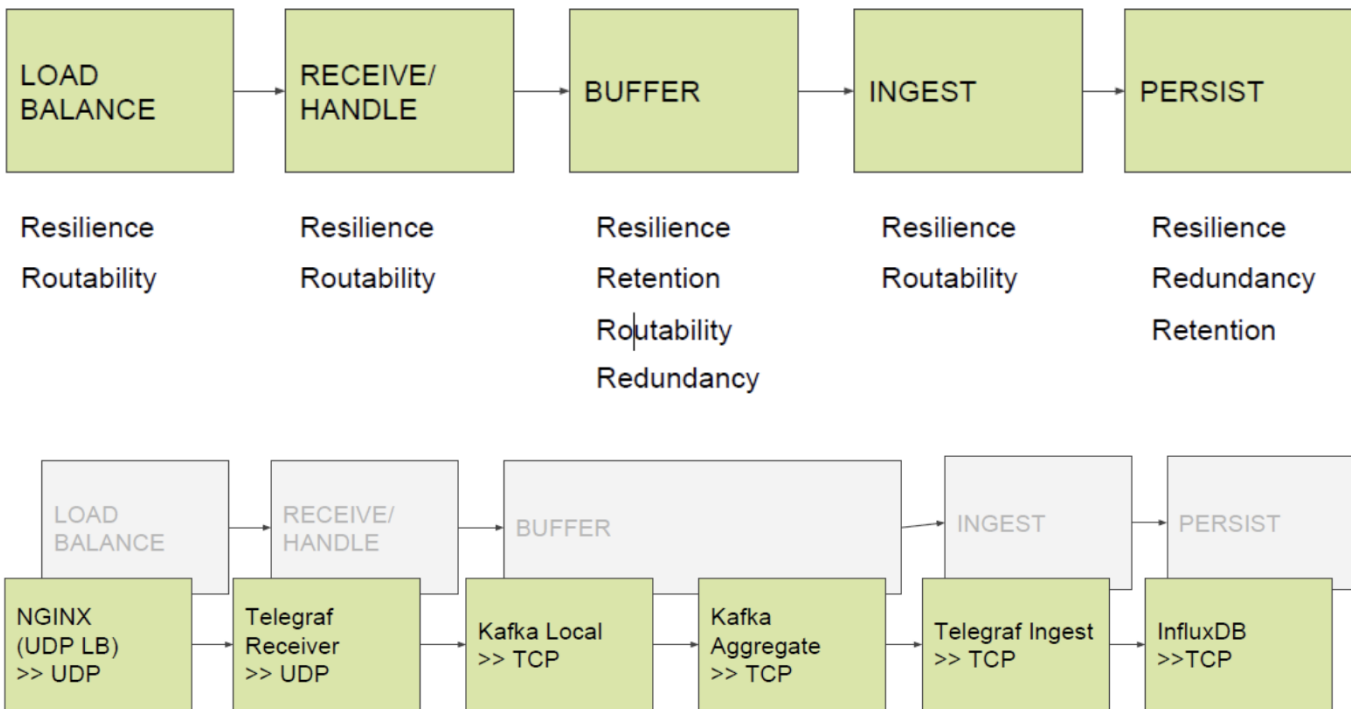 LOAD
BALANCE
RECEIVE/
HANDLE
BUFFER
INGEST
PERSIST
Resilience
Routability
Resilience
Routability
Resilience
Retention
Routability
Redundancy
Resilience
Routability
Resilience
Redundancy
Retention
LOAD
BALANCE
RECEIVE/
HANDLE
BUFFER
INGEST
PERSIST
NGINX
(UDP LB)
>> UDP
Telegraf
Receiver
>> UDP
Kafka Local
>> TCP
Kafka
Aggregate
>> TCP
Telegraf Ingest
>> TCP
InfluxDB
>>TCP